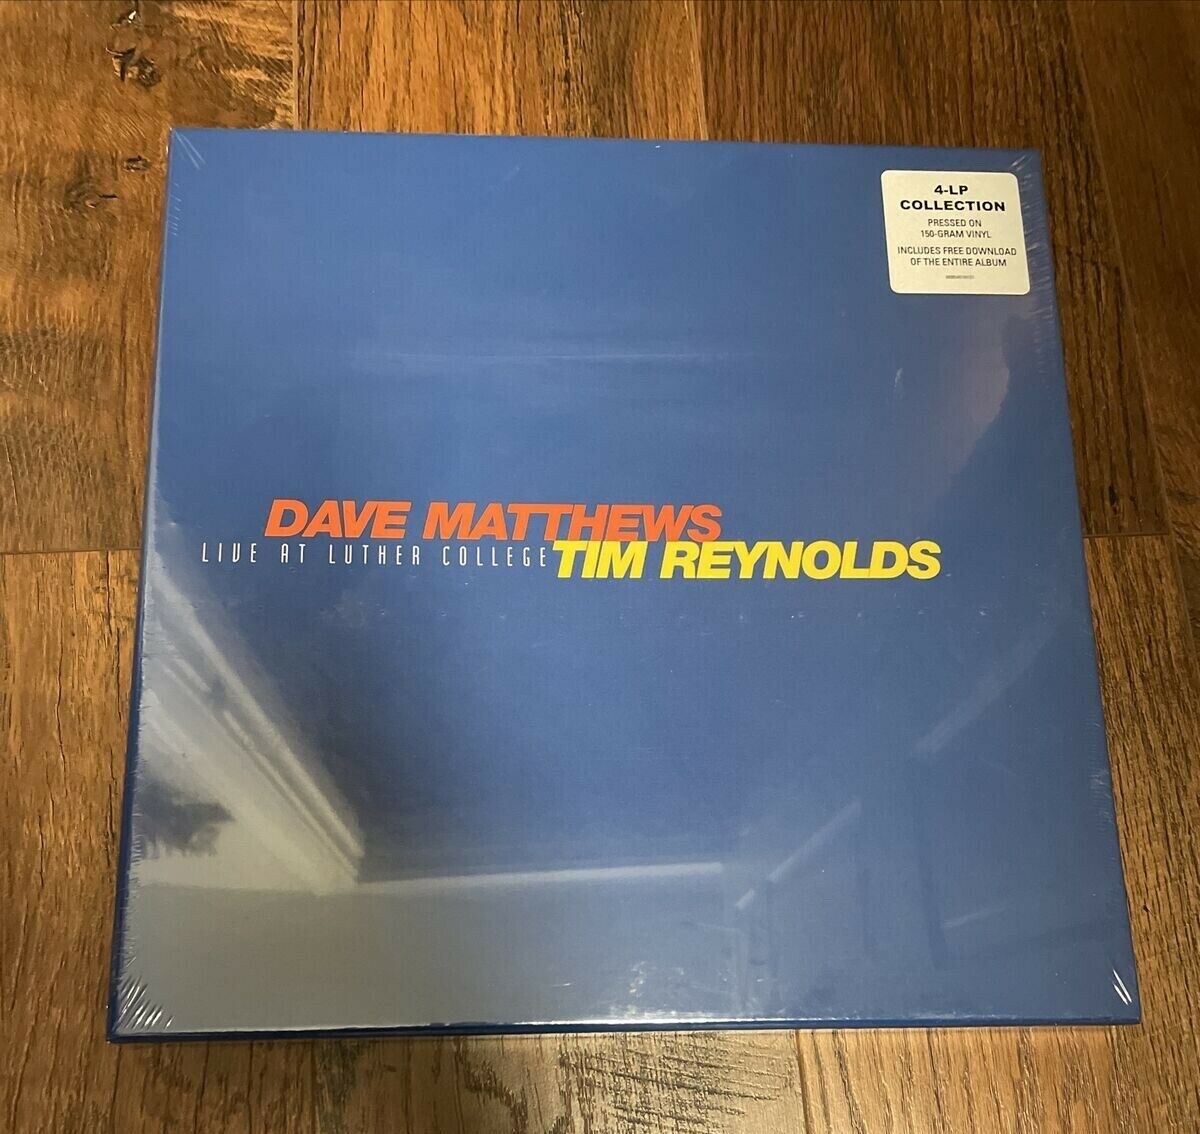 4-LP
COLLECTION
PRESSED ON
150-GRAM VINYL
INCLUDES FREE DOWNLOAD
OF THE ENTIRE ALBUM
DAVE MATTHEWS
LIVE AT LUTHER COLLEGE TIM REYNOLDS